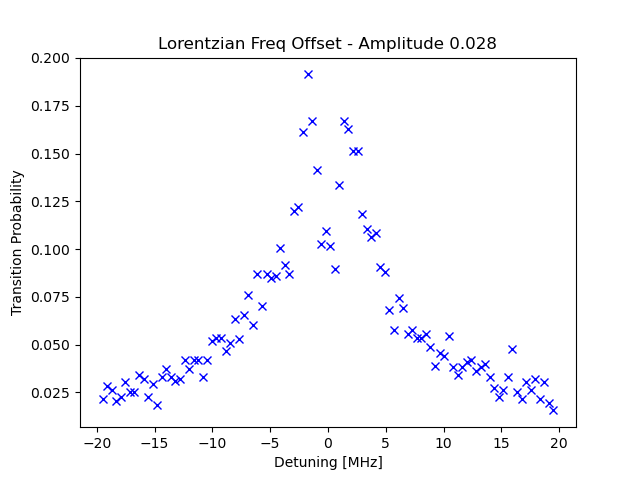 Lorentzian Freq Offset - Amplitude 0.028
0.200
0.175
0.150
0.125
0.100
0.075
0.050
0.025
Transition Probability
−20 −15 −10 −5 0 5 10 15 20
Detuning [MHz]